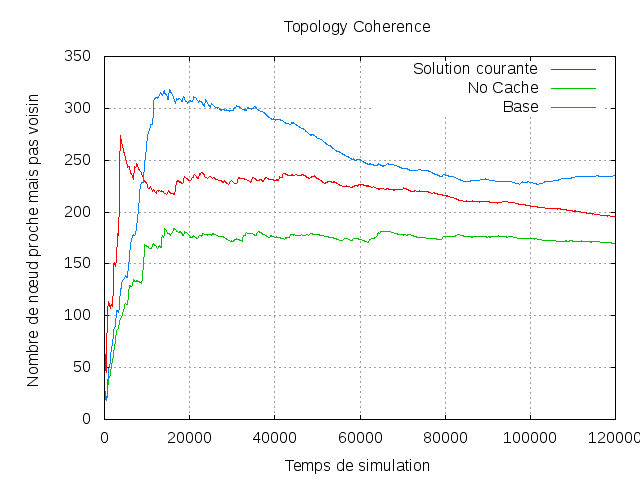 Topology Coherence
Solution courante
No Cache
Base
Nombre de nœud proche mais pas voisin
350
300
250
200
150
100
50
0
0 20000 40000 60000 80000 100000 120000
Temps de simulation